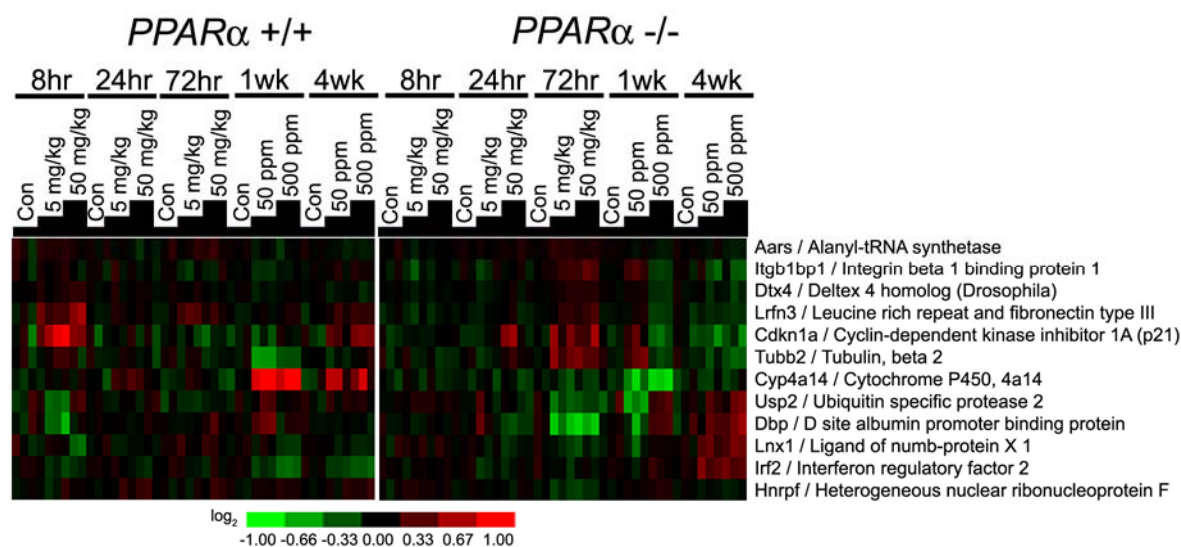 PPARα +/+ PPARα -/-
8hr 24hr 72hr 1wk 4wk 8hr 24hr 72hr 1wk 4wk
Con 5 mg/kg 50 mg/kg Con 5 mg/kg 50 mg/kg Con 5 mg/kg 50 mg/kg Con 50 ppm 500 ppm Con 50 ppm 500 ppm Con 5 mg/kg 50 mg/kg Con 5 mg/kg 50 mg/kg Con 5 mg/kg 50 mg/kg Con 50 ppm 500 ppm Con 50 ppm 500 ppm
Aars / Alanyl-tRNA synthetase
Itgb1bp1 / Integrin beta 1 binding protein 1
Dtx4 / Deltex 4 homolog (Drosophila)
Lrfn3 / Leucine rich repeat and fibronectin type III
Cdkn1a / Cyclin-dependent kinase inhibitor 1A (p21)
Tubb2 / Tubulin, beta 2
Cyp4a14 / Cytochrome P450, 4a14
Usp2 / Ubiquitin specific protease 2
Dbp / D site albumin promoter binding protein
Lnx1 / Ligand of numb-protein X 1
Irf2 / Interferon regulatory factor 2
Hnrpf / Heterogeneous nuclear ribonucleoprotein F
log2
-1.00 -0.66 -0.33 0.00 0.33 0.67 1.00